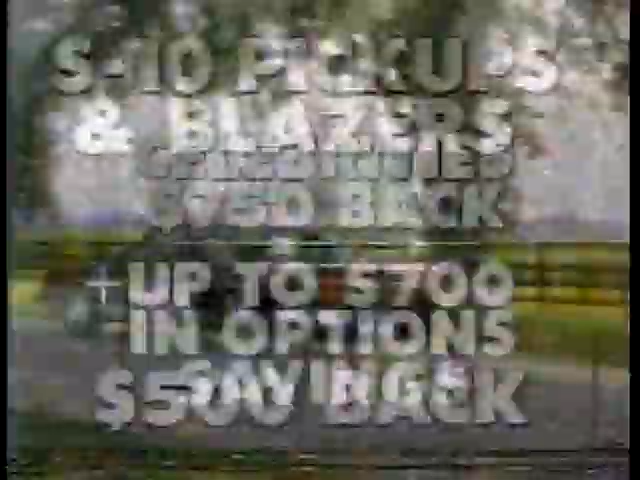 S-10 PICKUPS
& BLAZERS
BACK
+UP TO $700
IN OPTIONS
SAVINGS
$500 BACK